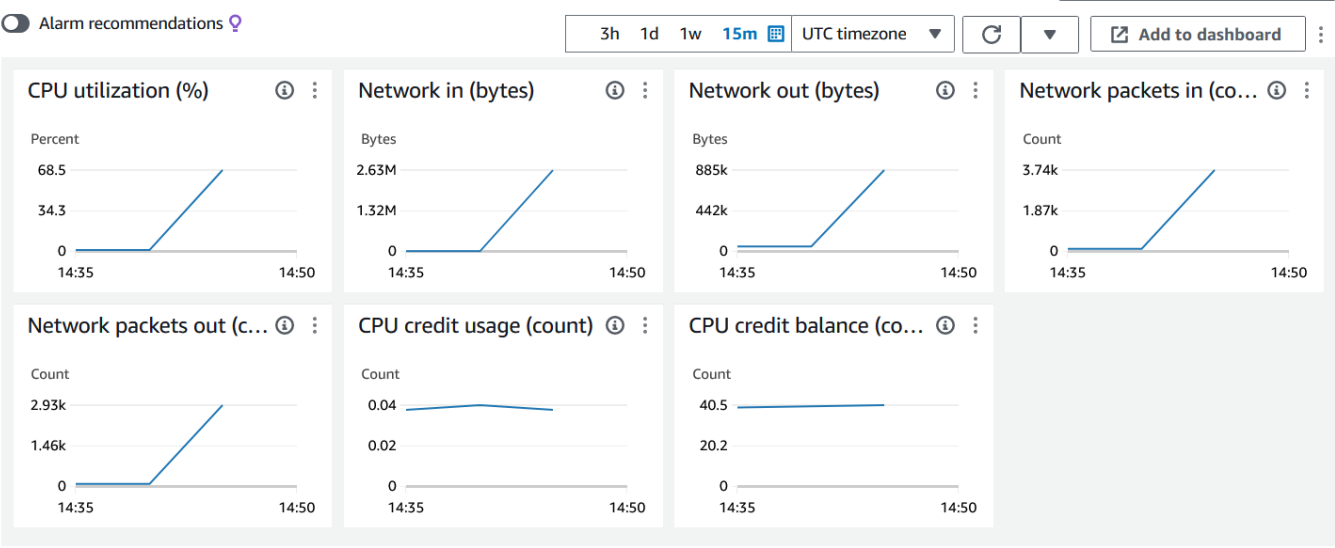 Alarm recommendations
3h 1d 1w 15m UTC timezone Add to dashboard
CPU utilization (%)
Percent
68.5
34.3
0
14:35 14:50
Network in (bytes)
Bytes
2.63M
1.32M
0
14:35 14:50
Network out (bytes)
Bytes
885k
442k
0
14:35 14:50
Network packets in (co...
Count
3.74k
1.87k
0
14:35 14:50
Network packets out (c...
Count
2.93k
1.46k
0
14:35 14:50
CPU credit usage (count)
Count
0.04
0.02
0
14:35 14:50
CPU credit balance (co...
Count
40.5
20.2
0
14:35 14:50